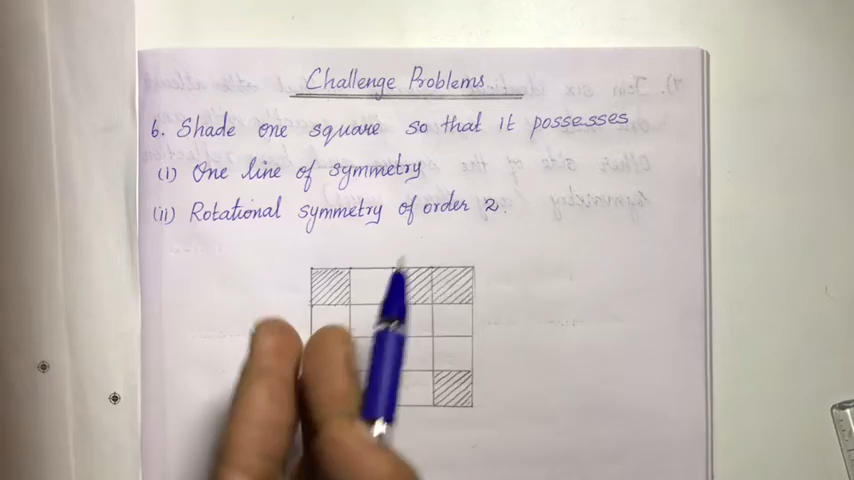 Challenge Problems
6. Shade one square so that it possesses
(i) One line of symmetry
(ii) Rotational symmetry of order 2.